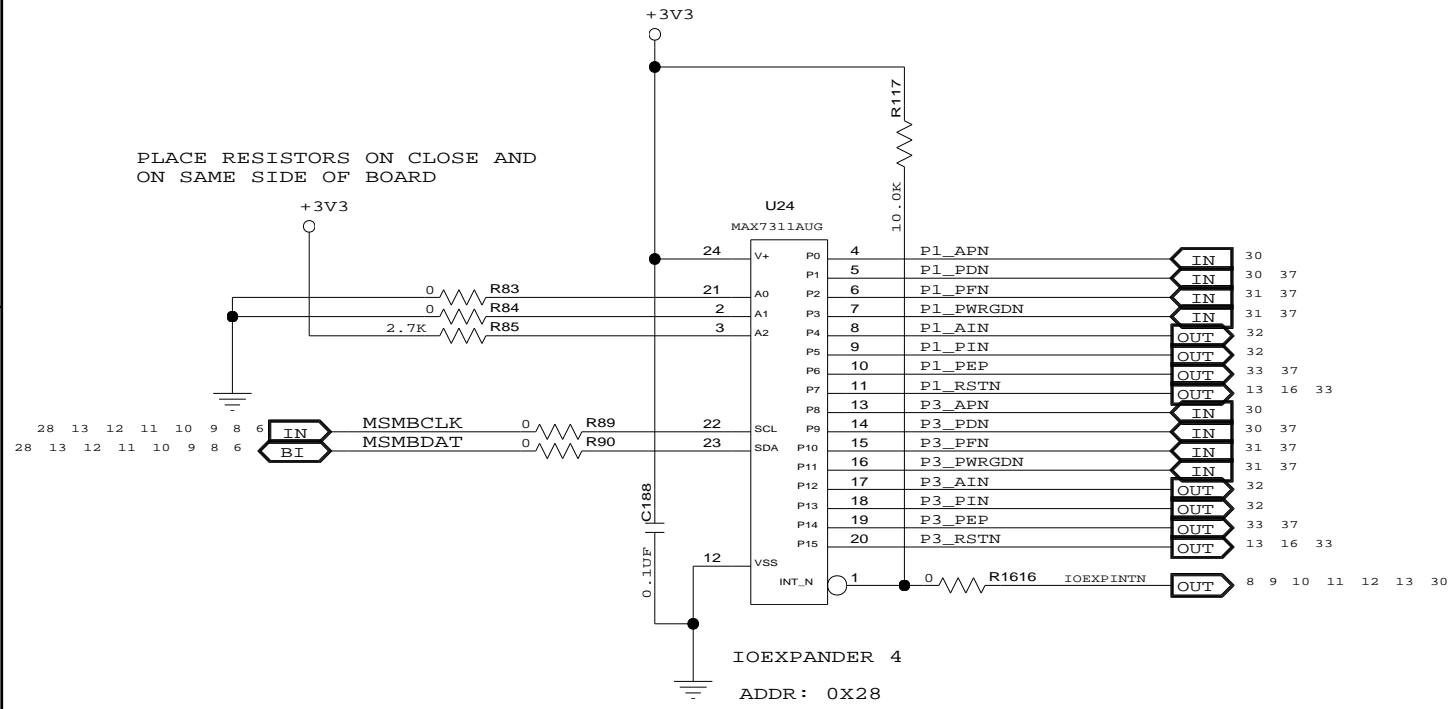 +3V3
R117
10.0K
PLACE RESISTORS ON CLOSE AND
ON SAME SIDE OF BOARD
+3V3
U24
MAX7311AUG
24 V+ P0 4 P1_APN IN 30
P1 5 P1_PDN IN 30 37
0 R83 21 A0 P2 6 P1_PFN IN 31 37
0 R84 2 A1 P3 7 P1_PWRGDN IN 31 37
2.7K R85 3 A2 P4 8 P1_AIN OUT 32
P5 9 P1_PIN OUT 32
P6 10 P1_PEP OUT 33 37
P7 11 P1_RSTN OUT 13 16 33
P8 13 P3_APN IN 30
28 13 12 11 10 9 8 6 IN MSMBCLK 0 R89 22 SCL P9 14 P3_PDN IN 30 37
28 13 12 11 10 9 8 6 BI MSMBDAT 0 R90 23 SDA P10 15 P3_PFN IN 31 37
P11 16 P3_PWRGDN IN 31 37
P12 17 P3_AIN OUT 32
P13 18 P3_PIN OUT 32
C188
0.1UF
P14 19 P3_PEP OUT 33 37
P15 20 P3_RSTN OUT 13 16 33
12 VSS
INT_N 1 0 R1616 IOEXPINTN OUT 8 9 10 11 12 13 30
IOEXPANDER 4
ADDR: 0X28